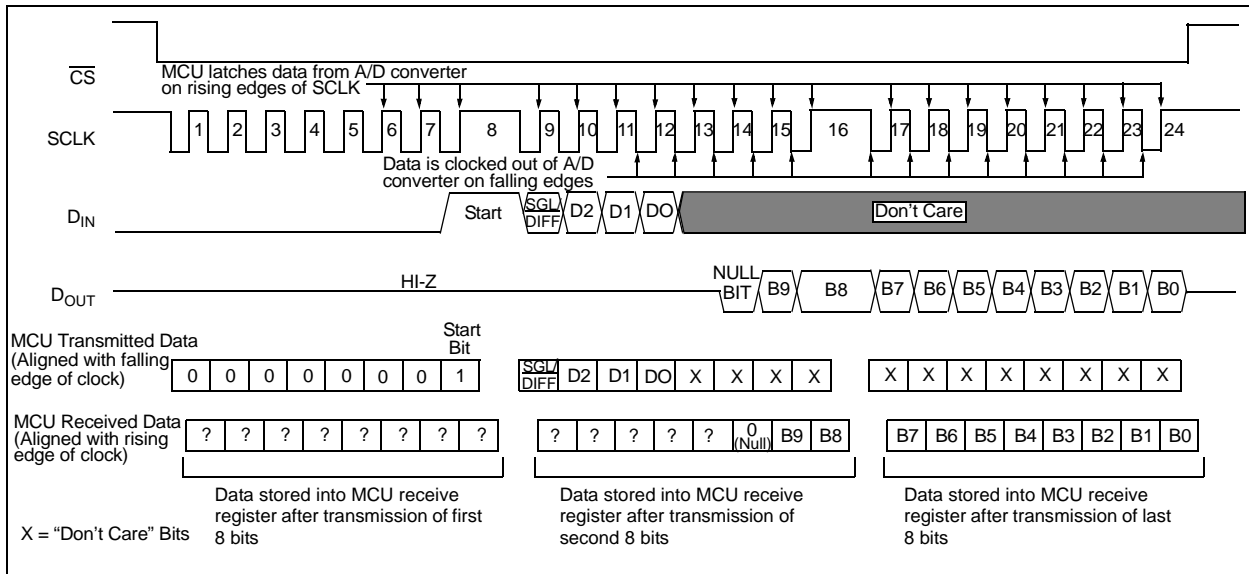 CS
MCU latches data from A/D converter
on rising edges of SCLK
SCLK
1 2 3 4 5 6 7 8 9 10 11 12 13 14 15 16 17 18 19 20 21 22 23 24
Data is clocked out of A/D
converter on falling edges
DIN
Start
SGL/
DIFF
D2 D1 DO
Don't Care
DOUT
HI-Z
NULL
BIT
B9 B8 B7 B6 B5 B4 B3 B2 B1 B0
MCU Transmitted Data
(Aligned with falling
edge of clock)
Start
Bit
0 0 0 0 0 0 0 1
SGL/
DIFF
D2 D1 DO X X X X
X X X X X X X X
MCU Received Data
(Aligned with rising
edge of clock)
? ? ? ? ? ? ? ?
? ? ? ? ? 0 (Null) B9 B8
B7 B6 B5 B4 B3 B2 B1 B0
Data stored into MCU receive
register after transmission of first
8 bits
Data stored into MCU receive
register after transmission of
second 8 bits
Data stored into MCU receive
register after transmission of last
8 bits
X = “Don't Care” Bits